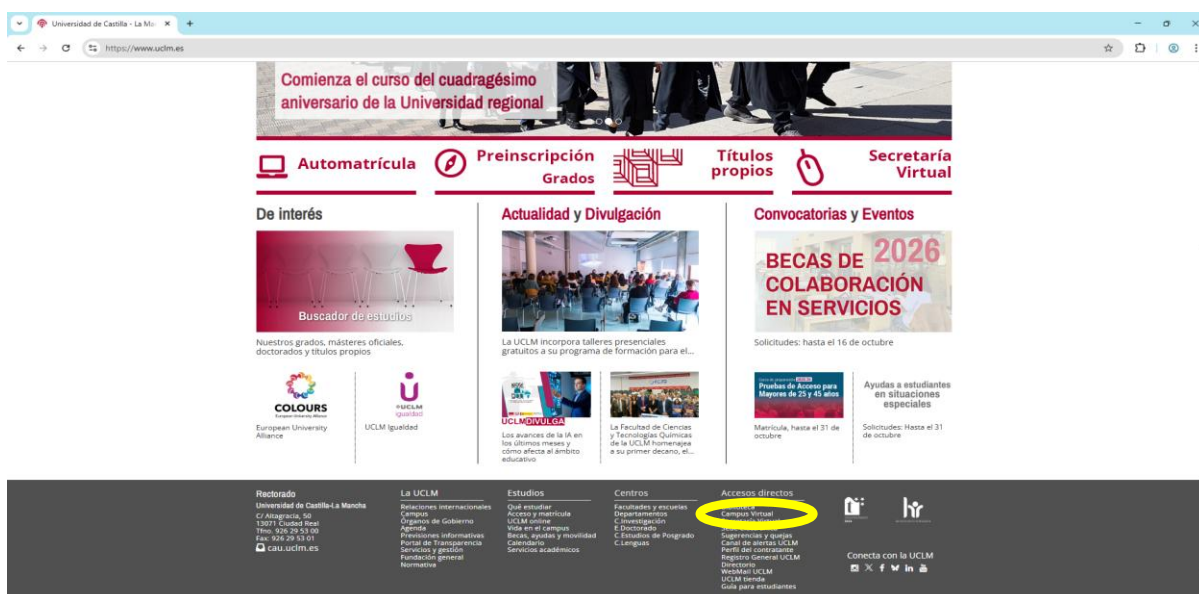 Universidad de Castilla - La Ma
https://www.uclm.es
Comienza el curso del cuadragésimo
aniversario de la Universidad regional
Automatrícula
Preinscripción
Grados
Títulos
propios
Secretaría
Virtual
De interés
Buscador de estudios
Nuestros grados, másteres oficiales,
doctorados y títulos propios
COLOURS
European University Alliance
European University
Alliance
UCLM
igualdad
UCLM Igualdad
Actualidad y Divulgación
La UCLM incorpora talleres presenciales
gratuitos a su programa de formación para el...
UCLMDIVULGA
Los avances de la IA en
los últimos meses y
cómo afecta al ámbito
educativo
La Facultad de Ciencias
y Tecnologías Químicas
de la UCLM homenajea
a su primer decano, el...
Convocatorias y Eventos
BECAS DE 2026
COLABORACIÓN
EN SERVICIOS
Solicitudes: hasta el 16 de octubre
Pruebas de Acceso para
Mayores de 25 y 45 años
Matrícula, hasta el 31 de
octubre
Ayudas a estudiantes
en situaciones
especiales
Solicitudes: Hasta el 31
de octubre
Rectorado
Universidad de Castilla-La Mancha
C/ Altagracia, 50
13071 Ciudad Real
Tfno. 926 29 53 00
Fax: 926 29 53 01
cau.uclm.es
La UCLM
Relaciones internacionales
Campus
Órganos de Gobierno
Agenda
Previsiones informativas
Portal de Transparencia
Servicios y gestión
Fundación general
Normativa
Estudios
Qué estudiar
Acceso y matrícula
UCLM online
Vida en el campus
Becas, ayudas y movilidad
Calendario
Servicios académicos
Centros
Facultades y escuelas
Departamentos
C.Investigación
E.Doctorado
C.Estudios de Posgrado
C.Lenguas
Accesos directos
Campus Virtual
Sugerencias y quejas
Canal de alertas UCLM
Perfil del contratante
Registro General UCLM
Directorio
WebMail UCLM
UCLM tienda
Guía para estudiantes
hr
Conecta con la UCLM